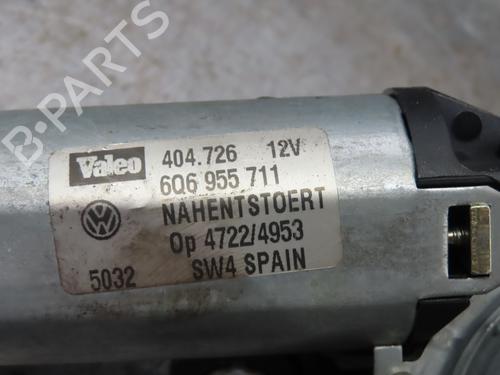 B-PARTS
Valeo 404.726 12V
6Q6 955 711
NAHENTSTOERT
Op 4722/4953
5032 SW4 SPAIN